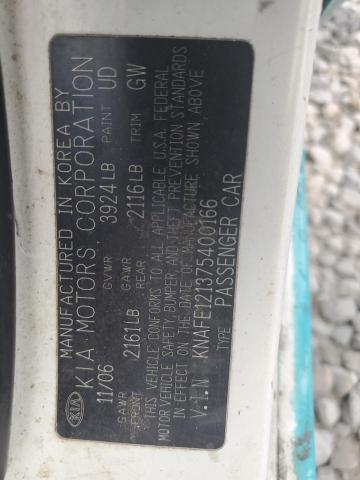 MANUFACTURED IN KOREA BY
KIA MOTORS CORPORATION
KIA
11/06 GVWR 3924LB PAINT UD
GAWR FRONT 2161LB GAWR REAR 2116LB TRIM GW
THIS VEHICLE CONFORMS TO ALL APPLICABLE U.S.A. FEDERAL
MOTOR VEHICLE SAFETY, BUMPER, AND THEFT PREVENTION STANDARDS
IN EFFECT ON THE DATE OF MANUFACTURE SHOWN ABOVE
V.I.N KNAFE121375400166
TYPE PASSENGER CAR